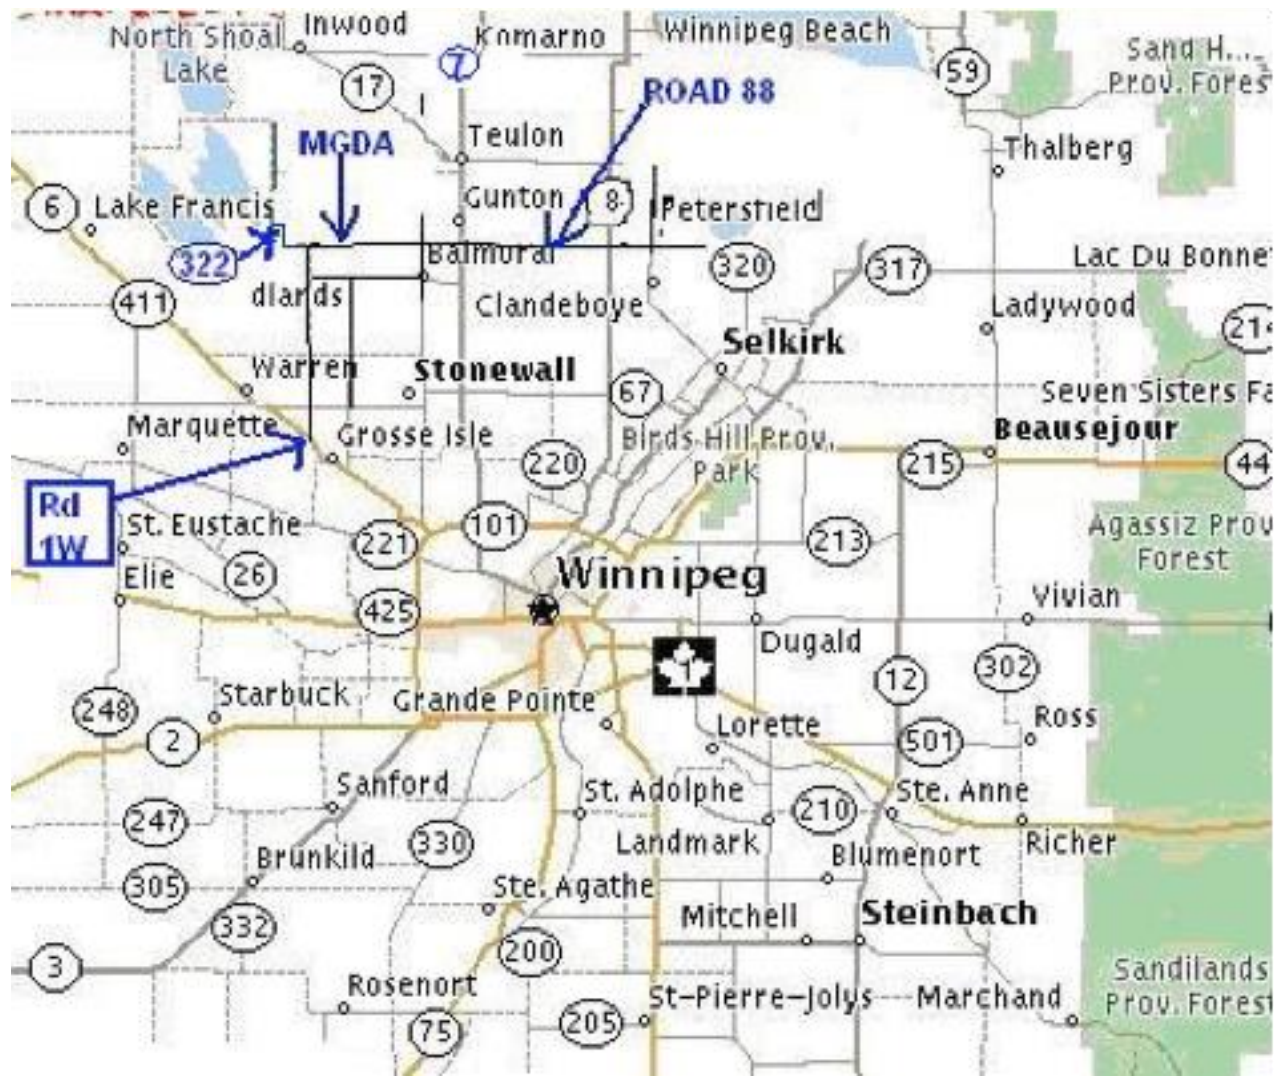 Inwood
Komarno
Winnipeg Beach
North Shoal
Lake
7
59
Sand H...
Prov. Fores
17
ROAD 88
MGDA
Teulon
Thalberg
6
Lake Francis
Gunton
8
Petersfield
322
Balmoral
320
317
Lac Du Bonne
411
dlands
Clandeboye
Ladywood
214
Warren
Stonewall
Selkirk
67
Seven Sisters Fa
Marquette
Grosse Isle
Birds Hill Prov.
Park
Beausejour
220
215
44
Rd
1W
St. Eustache
101
221
213
Agassiz Prov
Forest
Elie
26
Winnipeg
425
Vivian
Dugald
1
302
12
248
Starbuck
Grande Pointe
Lorette
Ross
2
501
Sanford
St. Adolphe
210
Ste. Anne
247
330
Landmark
Blumenort
Richer
Brunkild
305
Ste. Agathe
332
Mitchell
Steinbach
3
200
Rosenort
St-Pierre-Jolys
Marchand
Sandilands
Prov. Forest
75
205